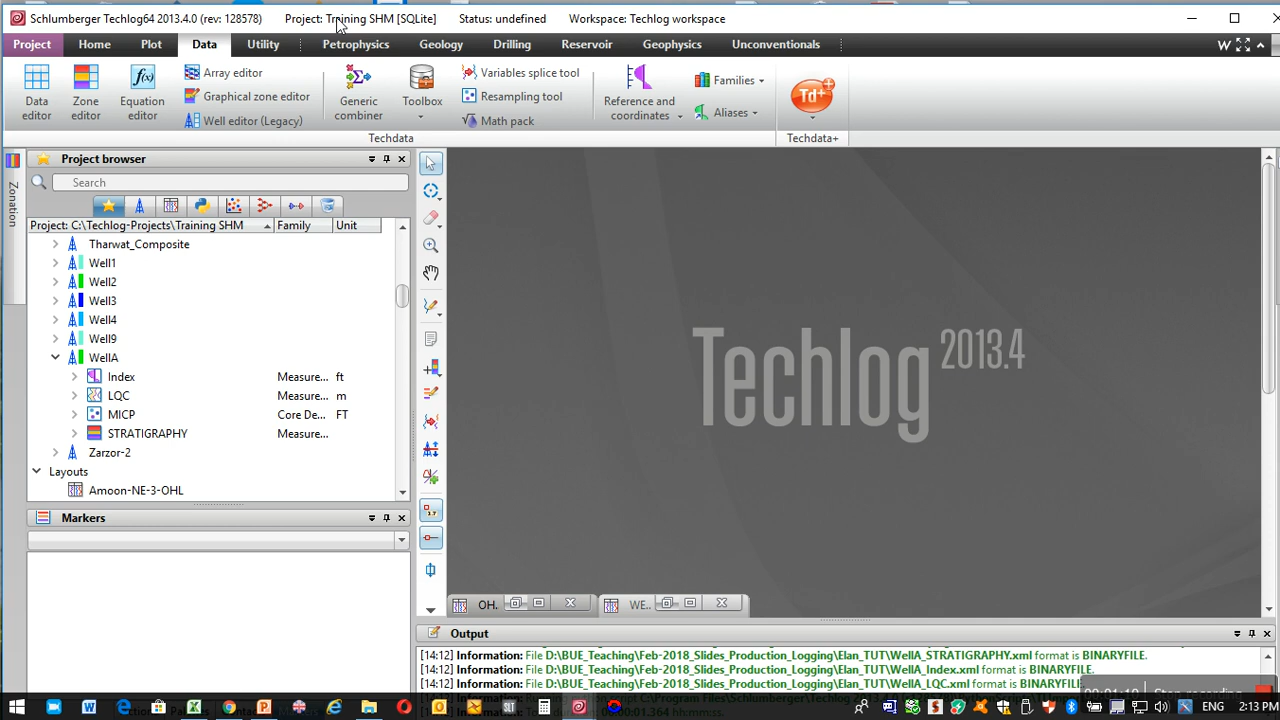 Schlumberger Techlog64 2013.4.0 (rev: 128578) Project: Training SHM [SQLite] Status: undefined Workspace: Techlog workspace
Project Home Plot Data Utility Petrophysics Geology Drilling Reservoir Geophysics Unconventionals
Data editor
Zone editor
Equation editor
Array editor
Graphical zone editor
Well editor (Legacy)
Generic combiner
Toolbox
Variables splice tool
Resampling tool
Math pack
Reference and coordinates
Families
Aliases
Td+
Techdata
Techdata+
Zonation
Project browser
Search
Project: C:\Techlog-Projects\Training SHM Family Unit
Tharwat_Composite
Well1
Well2
Well3
Well4
Well9
WellA
Index Measure... ft
LQC Measure... m
MICP Core De... FT
STRATIGRAPHY Measure...
Zarzor-2
Layouts
Amoon-NE-3-OHL
Markers
Techlog 2013.4
OH. WE..
Output
[14:12] Information: File D:\BUE_Teaching\Feb-2018_Slides_Production_Logging\Elan_TUT\WellA_STRATIGRAPHY.xml format is BINARYFILE.
[14:12] Information: File D:\BUE_Teaching\Feb-2018_Slides_Production_Logging\Elan_TUT\WellA_Index.xml format is BINARYFILE.
[14:12] Information: File D:\BUE_Teaching\Feb-2018_Slides_Production_Logging\Elan_TUT\WellA_LQC.xml format is BINARYFILE.
Stop recording
ENG 2:13 PM